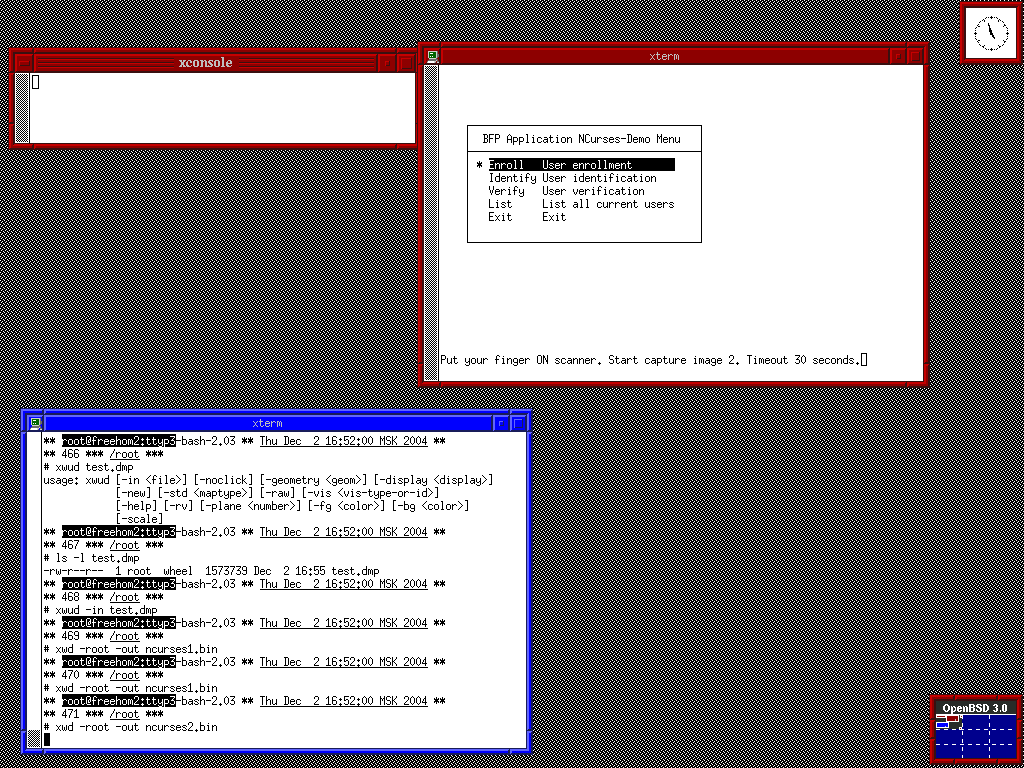 xconsole
xterm
BFP Application NCurses-Demo Menu
* Enroll User enrollment
Identify User identification
Verify User verification
List List all current users
Exit Exit
Put your finger ON scanner. Start capture image 2. Timeout 30 seconds.
xterm
** root@freehom2:ttyp3-bash-2.03 ** Thu Dec  2 16:52:00 MSK 2004 **
** 466 *** /root ***
# xwud test.dmp
usage: xwud [-in <file>] [-noclick] [-geometry <geom>] [-display <display>]
[-new] [-std <maptype>] [-raw] [-vis <vis-type-or-id>]
[-help] [-rv] [-plane <number>] [-fg <color>] [-bg <color>]
[-scale]
** root@freehom2:ttyp3-bash-2.03 ** Thu Dec  2 16:52:00 MSK 2004 **
** 467 *** /root ***
# ls -l test.dmp
-rw-r--r--  1 root  wheel  1573739 Dec  2 16:55 test.dmp
** root@freehom2:ttyp3-bash-2.03 ** Thu Dec  2 16:52:00 MSK 2004 **
** 468 *** /root ***
# xwud -in test.dmp
** root@freehom2:ttyp3-bash-2.03 ** Thu Dec  2 16:52:00 MSK 2004 **
** 469 *** /root ***
# xwd -root -out ncurses1.bin
** root@freehom2:ttyp3-bash-2.03 ** Thu Dec  2 16:52:00 MSK 2004 **
** 470 *** /root ***
# xwd -root -out ncurses1.bin
** root@freehom2:ttyp3-bash-2.03 ** Thu Dec  2 16:52:00 MSK 2004 **
** 471 *** /root ***
# xwd -root -out ncurses2.bin
OpenBSD 3.0